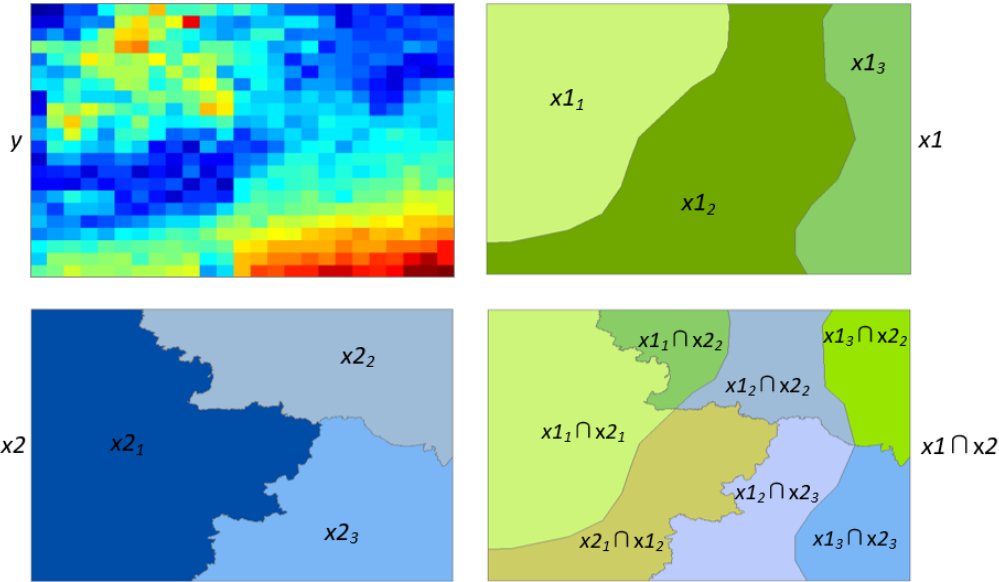 y
x1₁
x1₂
x1₃
x1
x2
x2₁
x2₂
x2₃
x1₁∩x2₂
x1₃∩x2₂
x1₂∩x2₂
x1₁∩x2₁
x1₂∩x2₃
x2₁∩x1₂
x1₃∩x2₃
x1∩x2